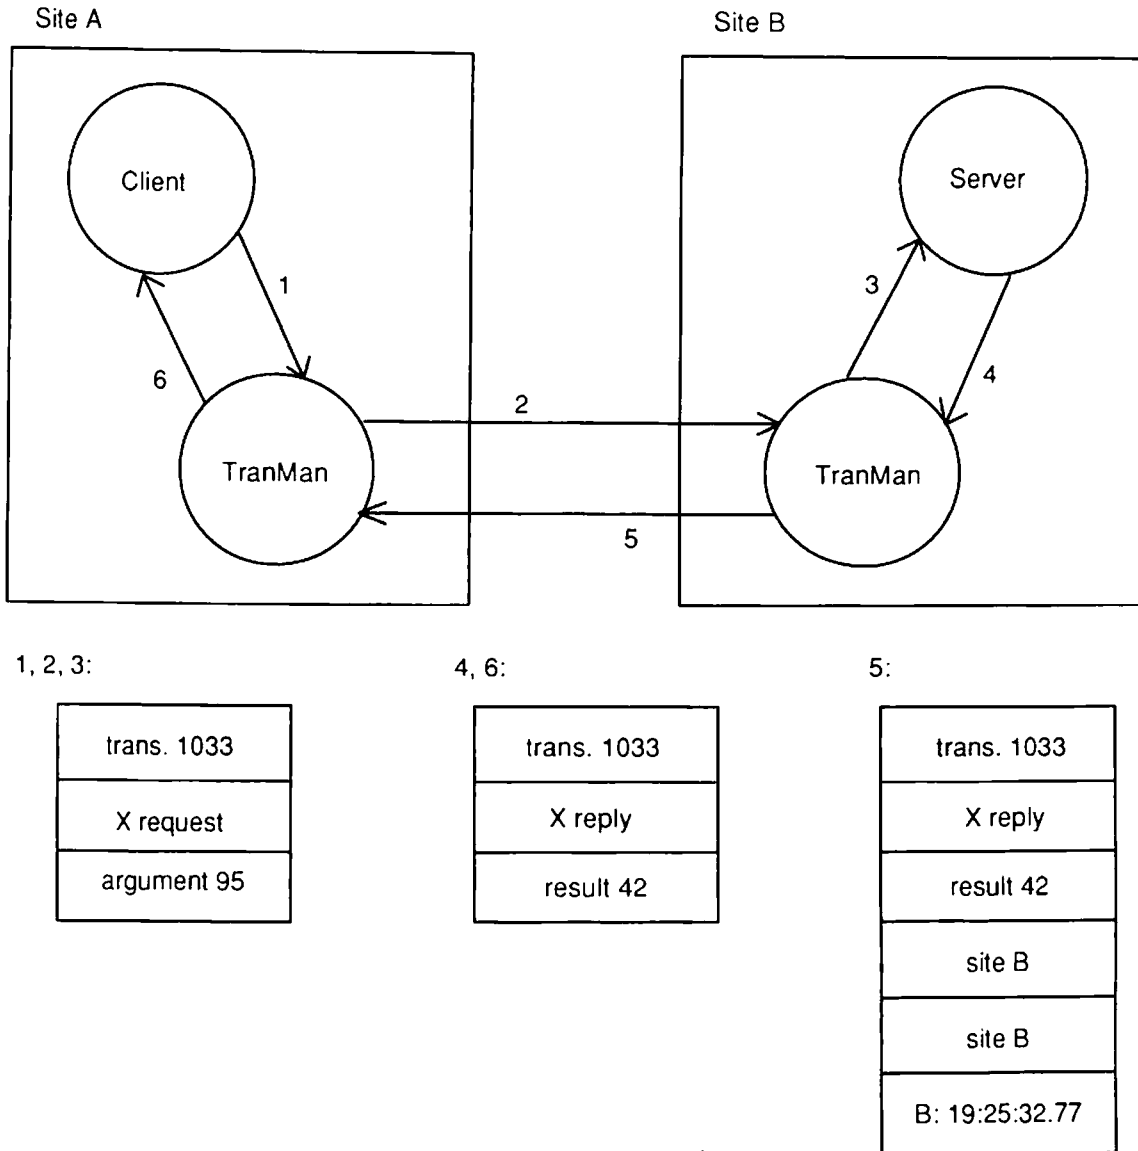 Site A
Site B
Client
Server
1
3
6
4
2
TranMan
TranMan
5
1, 2, 3:
4, 6:
5:
trans. 1033
X request
argument 95
trans. 1033
X reply
result 42
trans. 1033
X reply
result 42
site B
site B
B: 19:25:32.77